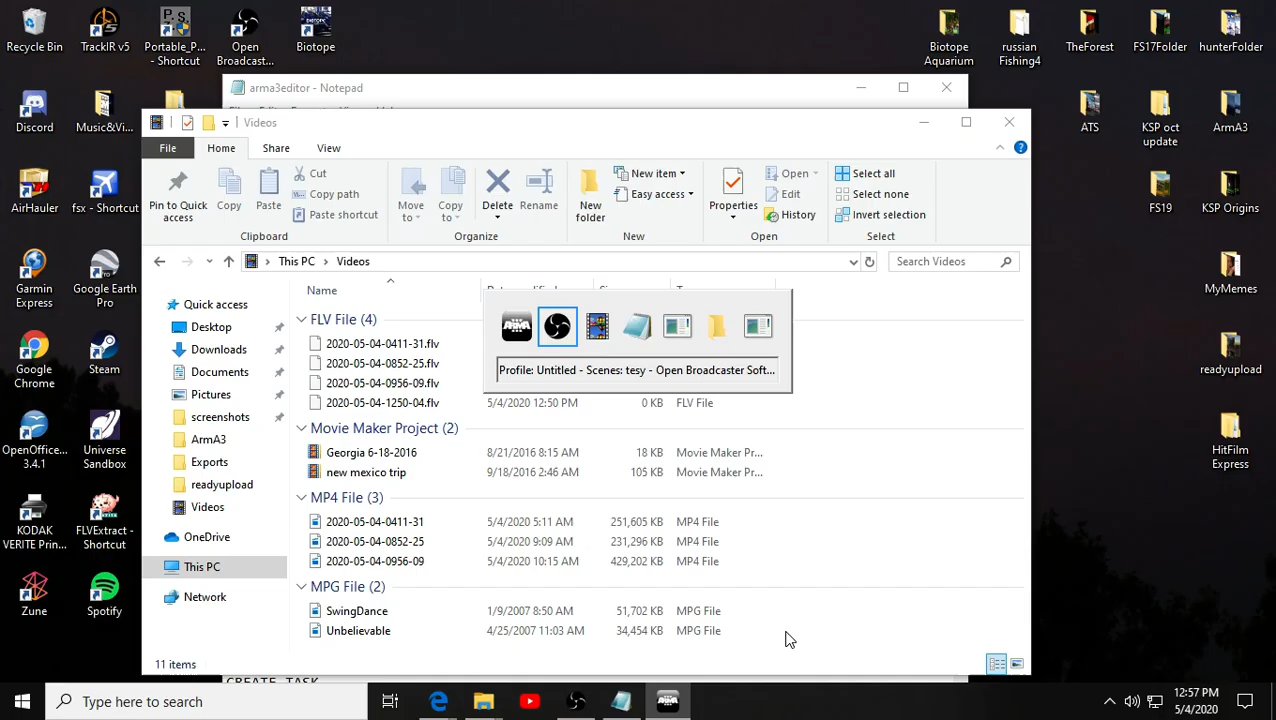 Recycle Bin
TrackIR v5
Portable_P...
- Shortcut
Open
Broadcast...
Biotope
Biotope
Aquarium
russian
Fishing4
TheForest
FS17Folder
hunterFolder
arma3editor - Notepad
Videos
File
Home
Share
View
Pin to Quick
access
Copy
Paste
Cut
Copy path
Paste shortcut
Clipboard
Move
to
Copy
to
Delete
Rename
Organize
New
folder
New item
Easy access
New
Properties
Open
Edit
History
Open
Select all
Select none
Invert selection
Select
This PC
Videos
Search Videos
Name
Quick access
Desktop
Downloads
Documents
Pictures
screenshots
ArmA3
Exports
readyupload
Videos
OneDrive
This PC
Network
FLV File (4)
2020-05-04-0411-31.flv
2020-05-04-0852-25.flv
2020-05-04-0956-09.flv
2020-05-04-1250-04.flv 5/4/2020 12:50 PM 0 KB FLV File
Profile: Untitled - Scenes: tesy - Open Broadcaster Soft...
Movie Maker Project (2)
Georgia 6-18-2016 8/21/2016 8:15 AM 18 KB Movie Maker Pr...
new mexico trip 9/18/2016 2:46 AM 105 KB Movie Maker Pr...
MP4 File (3)
2020-05-04-0411-31 5/4/2020 5:11 AM 251,605 KB MP4 File
2020-05-04-0852-25 5/4/2020 9:09 AM 231,296 KB MP4 File
2020-05-04-0956-09 5/4/2020 10:15 AM 429,202 KB MP4 File
MPG File (2)
SwingDance 1/9/2007 8:50 AM 51,702 KB MPG File
Unbelievable 4/25/2007 11:03 AM 34,454 KB MPG File
11 items
CREATE TASK
Discord
Music&Vi...
AirHauler
fsx - Shortcut
Garmin
Express
Google Earth
Pro
Google
Chrome
Steam
OpenOffice...
3.4.1
Universe
Sandbox
KODAK
VERITE Prin...
FLVExtract -
Shortcut
Zune
Spotify
ATS
KSP oct
update
ArmA3
FS19
KSP Origins
MyMemes
readyupload
HitFilm
Express
Type here to search
12:57 PM
5/4/2020